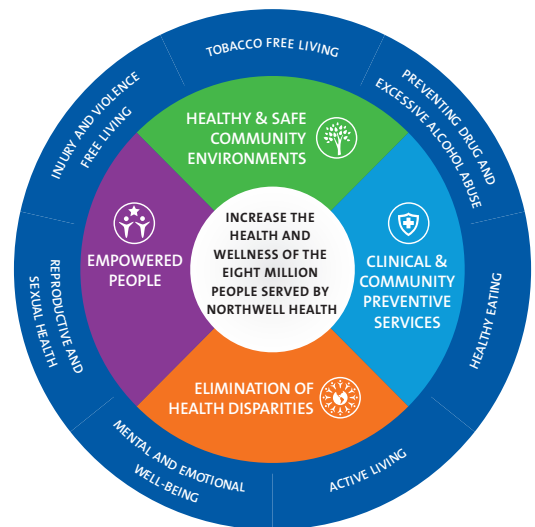 TOBACCO FREE LIVING
PREVENTING DRUG AND
EXCESSIVE ALCOHOL ABUSE
HEALTHY EATING
ACTIVE LIVING
MENTAL AND EMOTIONAL
WELL-BEING
REPRODUCTIVE AND
SEXUAL HEALTH
INJURY AND VIOLENCE
FREE LIVING
HEALTHY & SAFE
COMMUNITY
ENVIRONMENTS
CLINICAL &
COMMUNITY
PREVENTIVE
SERVICES
ELIMINATION OF
HEALTH DISPARITIES
EMPOWERED
PEOPLE
INCREASE THE
HEALTH AND
WELLNESS OF THE
EIGHT MILLION
PEOPLE SERVED BY
NORTHWELL HEALTH